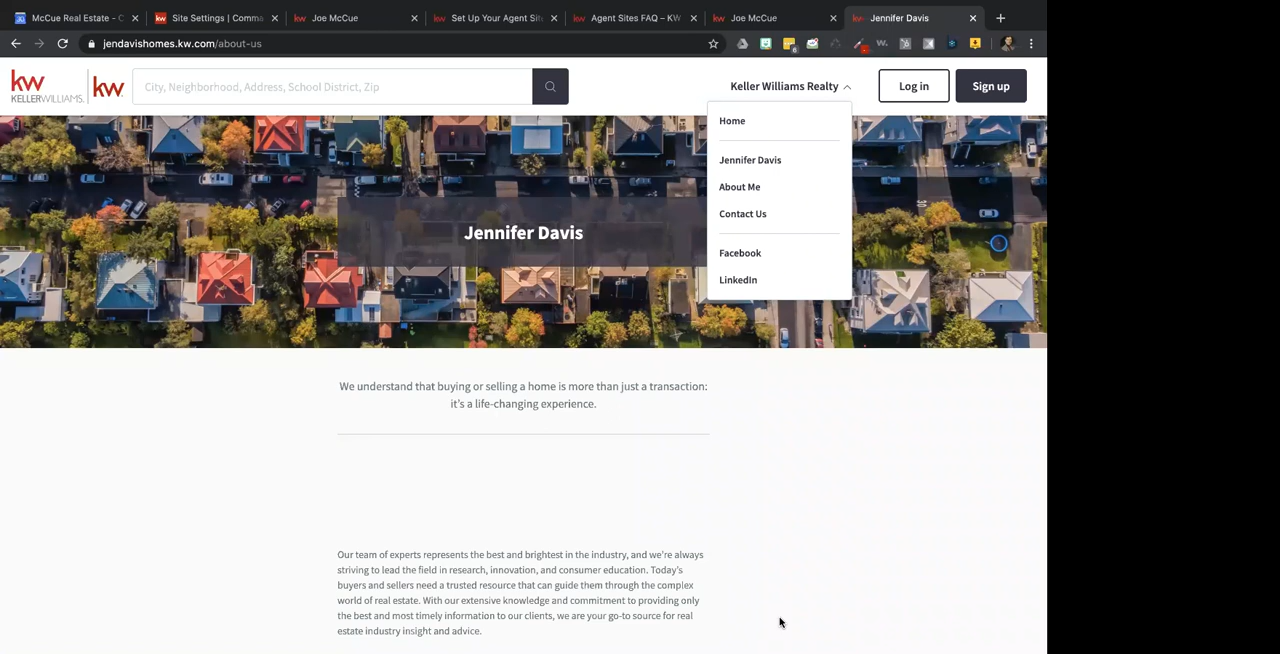 McCue Real Estate - C
Site Settings | Comma
Joe McCue
Set Up Your Agent Sit
Agent Sites FAQ – KW
Joe McCue
Jennifer Davis
jendavishomes.kw.com/about-us
kw
KELLERWILLIAMS.
kw
City, Neighborhood, Address, School District, Zip
Keller Williams Realty
Log in
Sign up
Home
Jennifer Davis
About Me
Contact Us
Facebook
LinkedIn
Jennifer Davis
We understand that buying or selling a home is more than just a transaction:
it's a life-changing experience.
Our team of experts represents the best and brightest in the industry, and we're always
striving to lead the field in research, innovation, and consumer education. Today's
buyers and sellers need a trusted resource that can guide them through the complex
world of real estate. With our extensive knowledge and commitment to providing only
the best and most timely information to our clients, we are your go-to source for real
estate industry insight and advice.